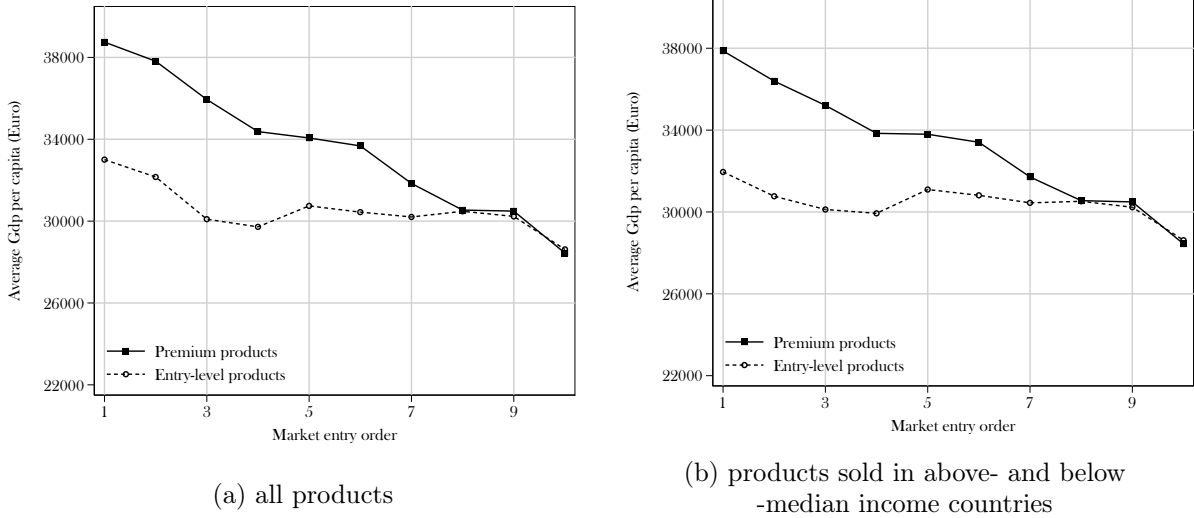 38000
34000
30000
26000
22000
Average Gdp per capita (Euro)
1 3 5 7 9
Market entry order
Premium products
Entry-level products
(a) all products
38000
34000
30000
26000
22000
Average Gdp per capita (Euro)
1 3 5 7 9
Market entry order
Premium products
Entry-level products
(b) products sold in above- and below
-median income countries